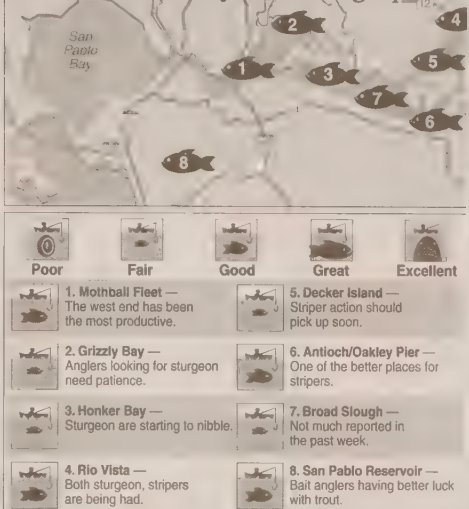 San
Pablo
Bay
12
1
2
3
4
5
6
7
8
Poor
Fair
Good
Great
Excellent
1. Mothball Fleet —
The west end has been
the most productive.
2. Grizzly Bay —
Anglers looking for sturgeon
need patience.
3. Honker Bay —
Sturgeon are starting to nibble.
4. Rio Vista —
Both sturgeon, stripers
are being had.
5. Decker Island —
Striper action should
pick up soon.
6. Antioch/Oakley Pier —
One of the better places for
stripers.
7. Broad Slough —
Not much reported in
the past week.
8. San Pablo Reservoir —
Bait anglers having better luck
with trout.